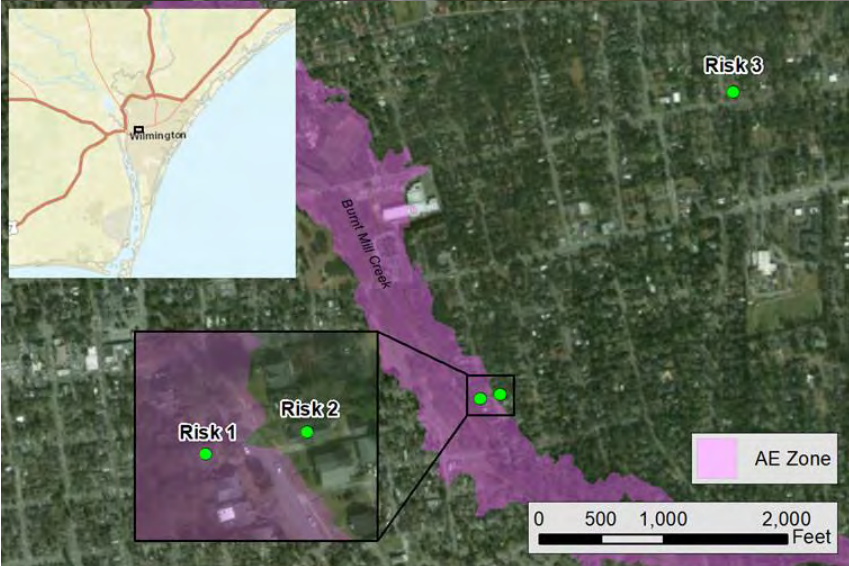 Wilmington
Risk 3
Burnt Mill Creek
Risk 2
Risk 1
AE Zone
0 500 1,000 2,000
Feet